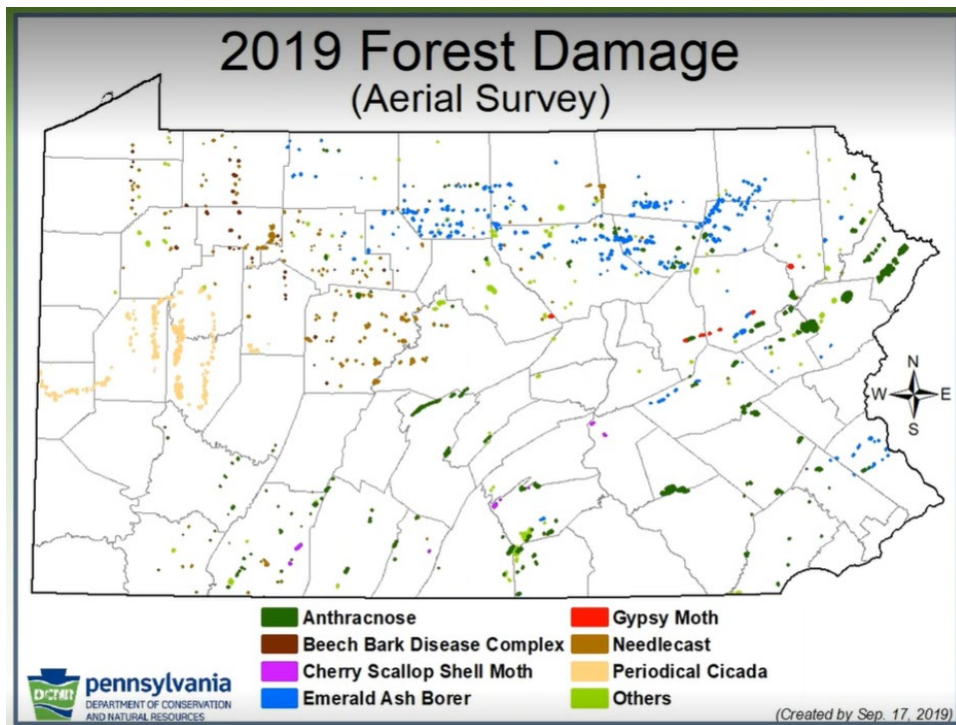 2019 Forest Damage
(Aerial Survey)
N
W E
S
Anthracnose
Beech Bark Disease Complex
Cherry Scallop Shell Moth
Emerald Ash Borer
Gypsy Moth
Needlecast
Periodical Cicada
Others
DCNR
pennsylvania
DEPARTMENT OF CONSERVATION
AND NATURAL RESOURCES
(Created by Sep. 17, 2019)